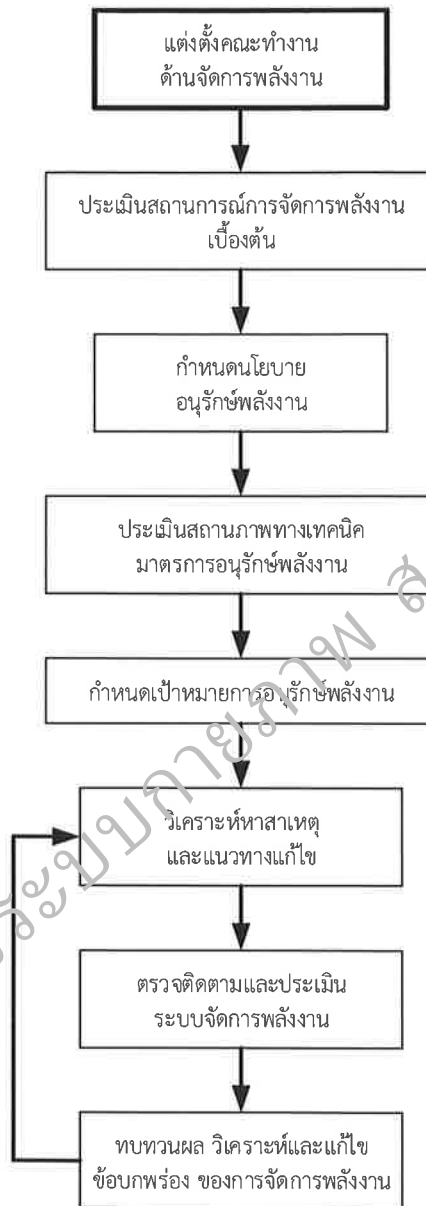 แต่งตั้งคณะทำงาน
ด้านจัดการพลังงาน
ประเมินสถานการณ์การจัดการพลังงาน
เบื้องต้น
กำหนดนโยบาย
อนุรักษ์พลังงาน
ประเมินสถานภาพทางเทคนิค
มาตรการอนุรักษ์พลังงาน
กำหนดเป้าหมายการอนุรักษ์พลังงาน
วิเคราะห์หาสาเหตุ
และแนวทางแก้ไข
ตรวจติดตามและประเมิน
ระบบจัดการพลังงาน
ทบทวนผล วิเคราะห์และแก้ไข
ข้อบกพร่อง ของการจัดการพลังงาน
ระบบกายภาพ